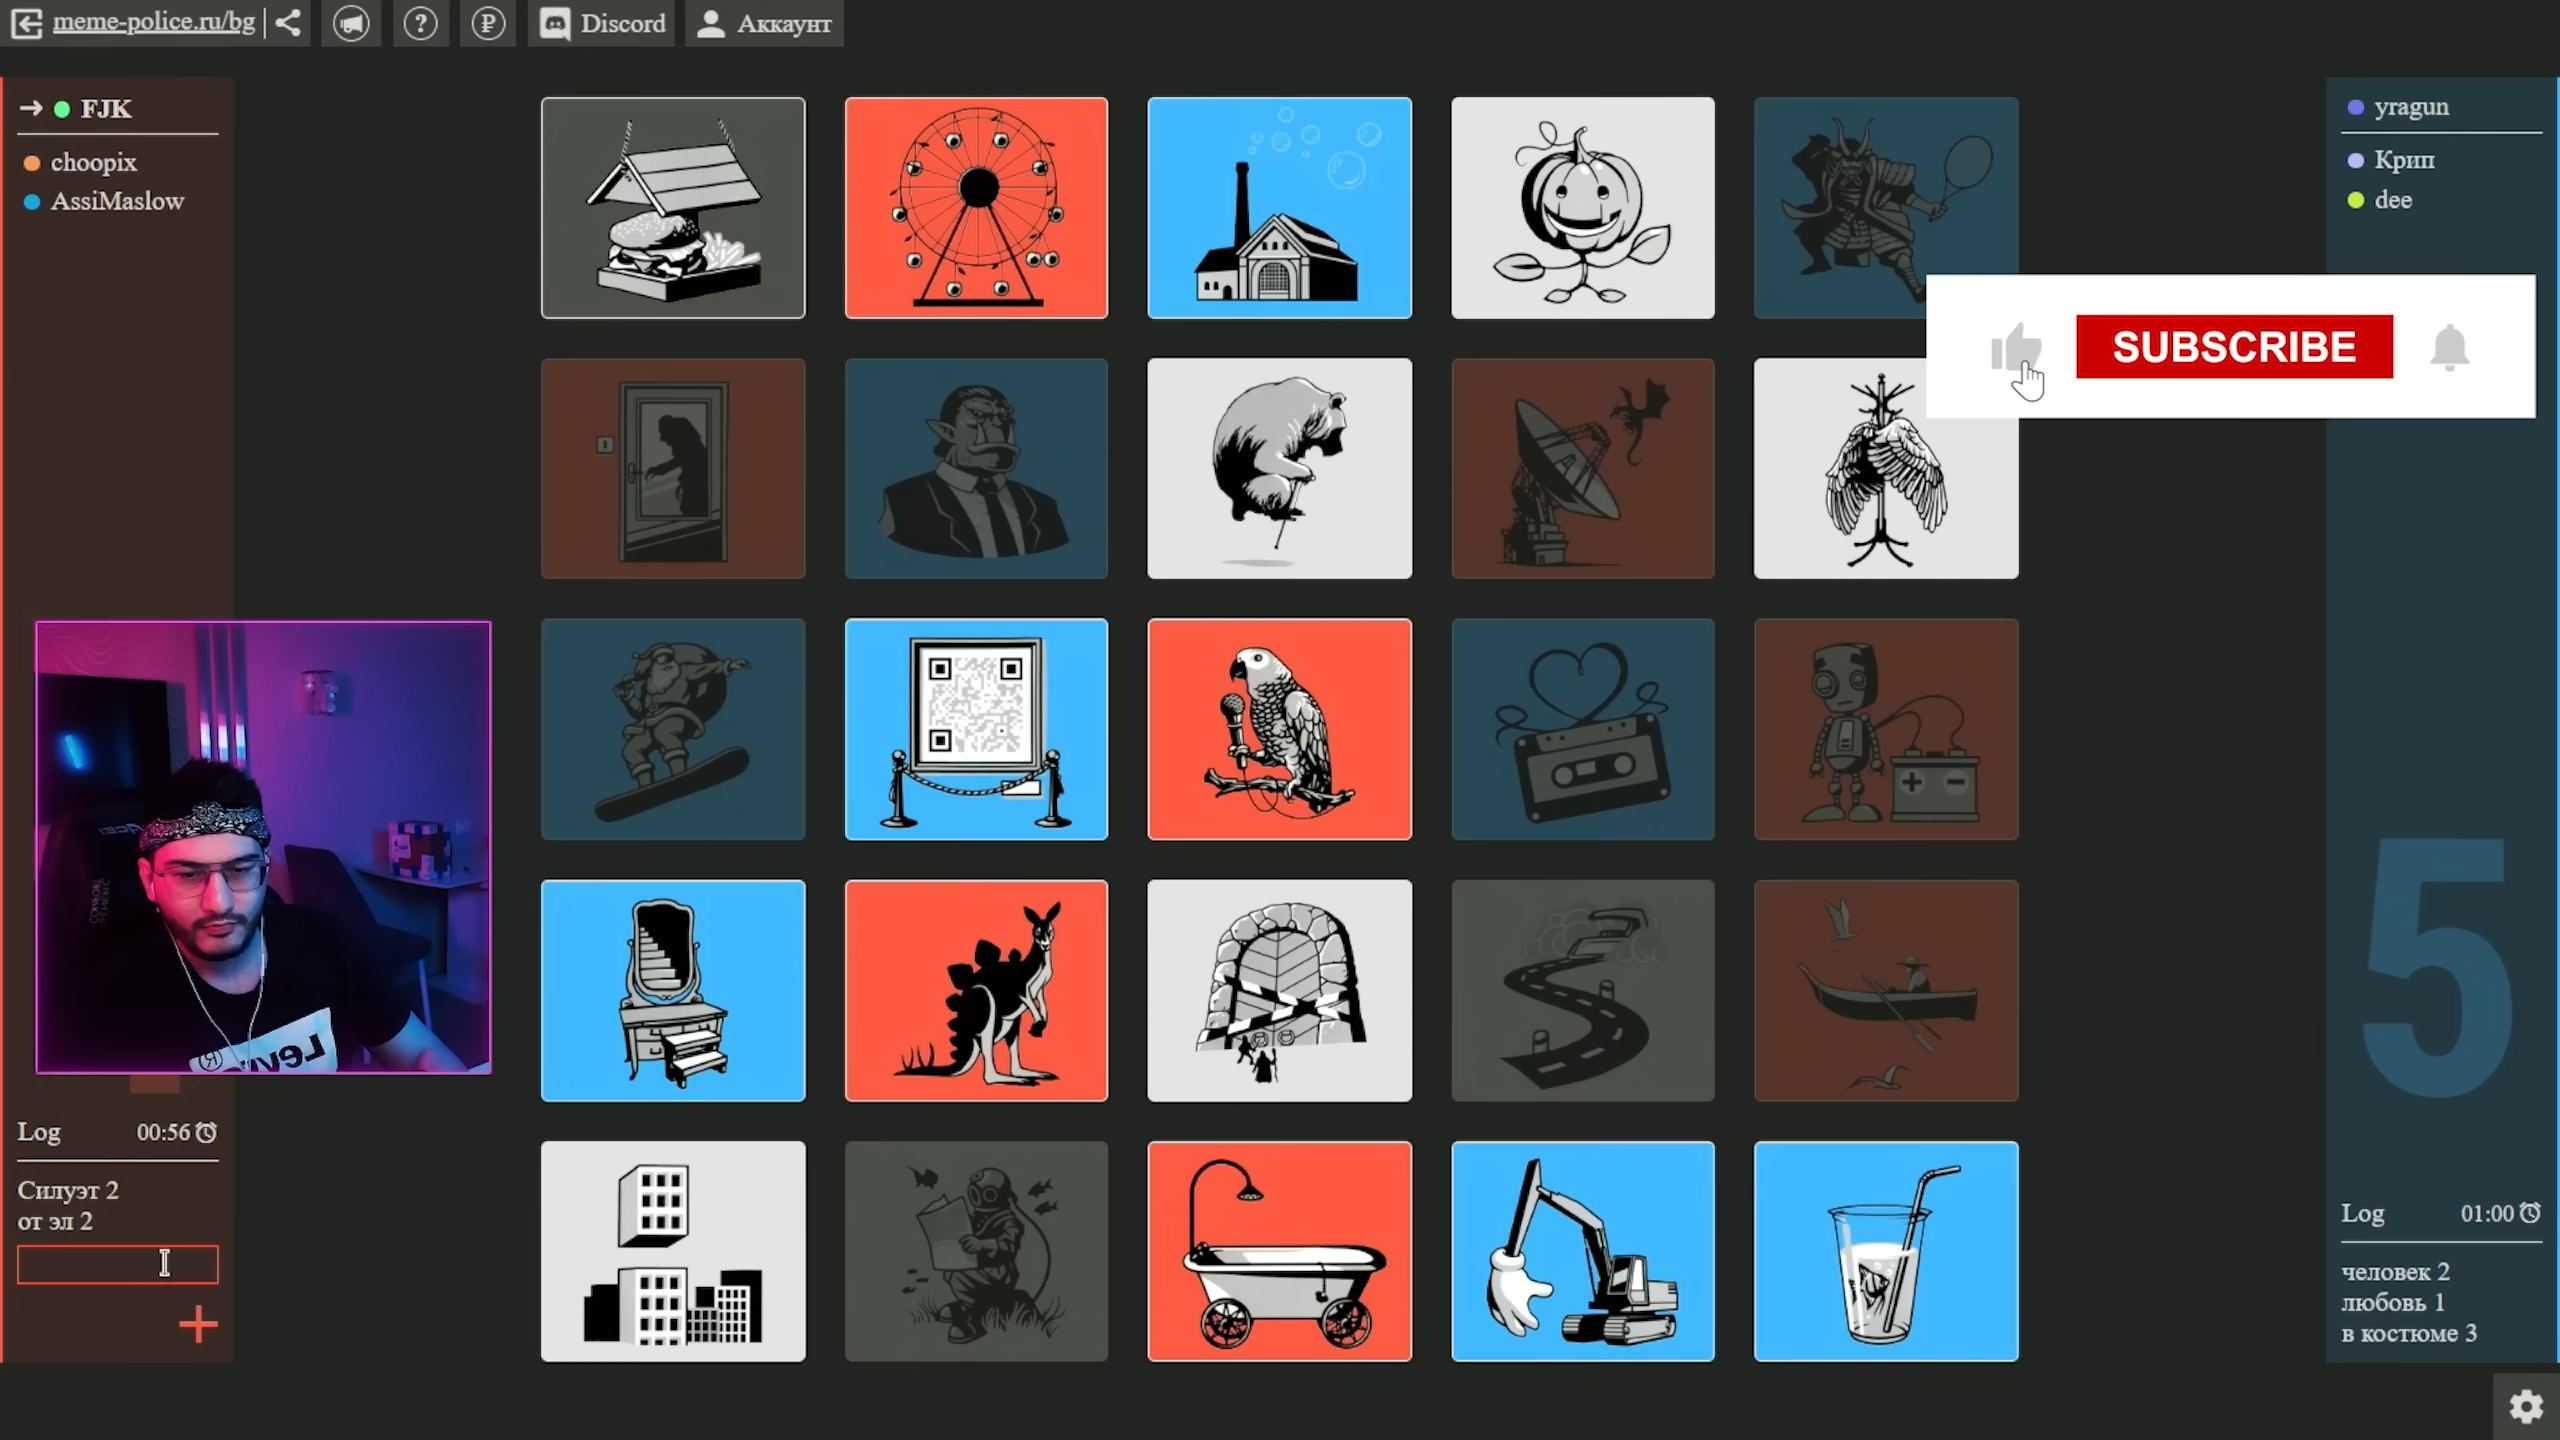 meme-police.ru/bg
Discord
Аккаунт
FJK
choopix
AssiMaslow
yragun
Крип
dee
SUBSCRIBE
5
Log 00:56
Силуэт 2
от эл 2
Log 01:00
человек 2
любовь 1
в костюме 3